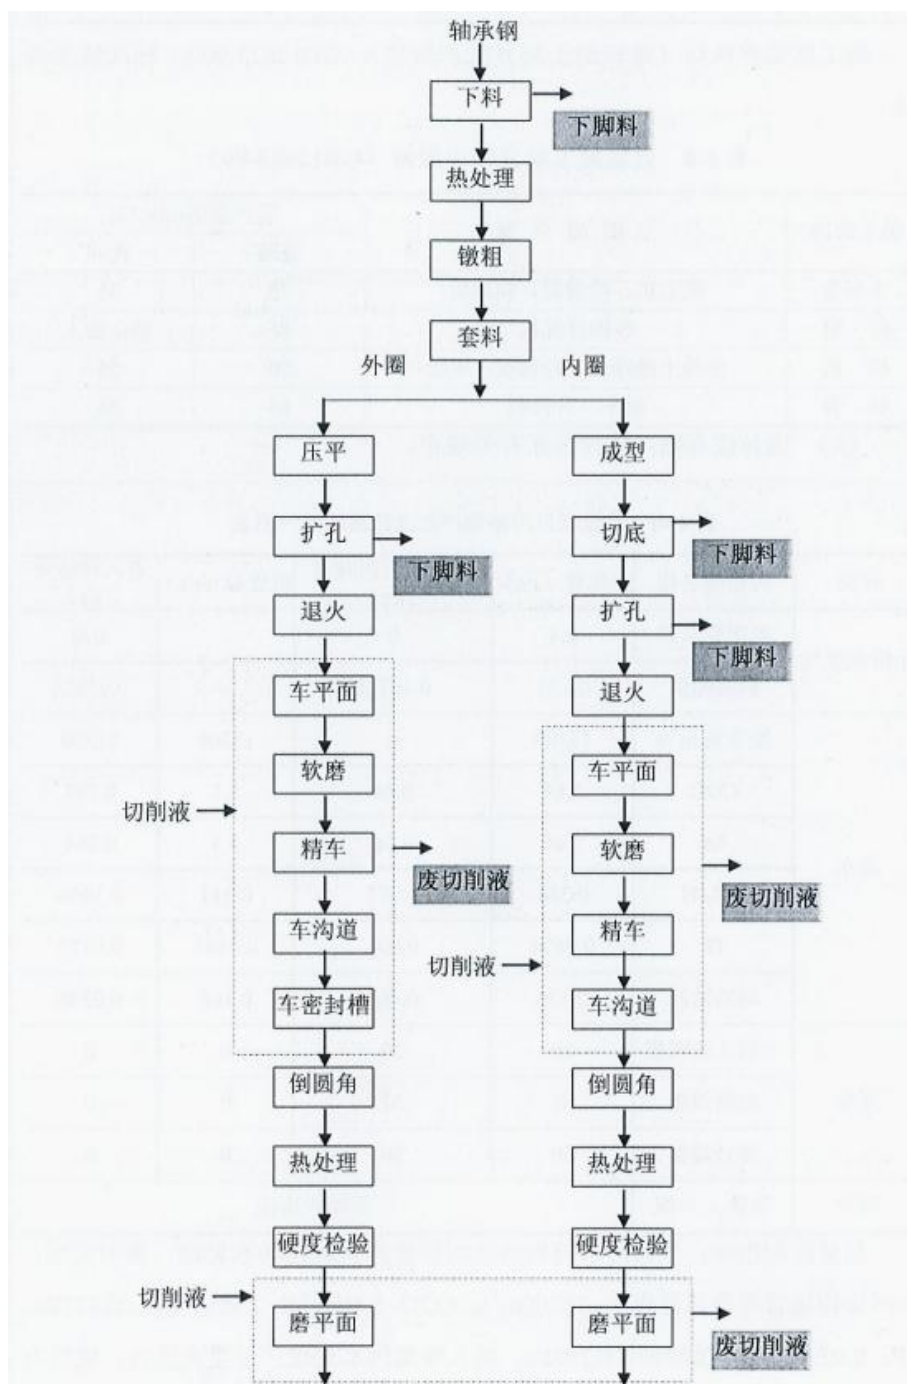 轴承钢
下料
下脚料
热处理
镦粗
套料
外圈
内圈
压平
成型
扩孔
切底
下脚料
下脚料
退火
扩孔
下脚料
车平面
退火
软磨
车平面
切削液
精车
软磨
废切削液
废切削液
车沟道
精车
切削液
车密封槽
车沟道
倒圆角
倒圆角
热处理
热处理
硬度检验
硬度检验
切削液
磨平面
磨平面
废切削液